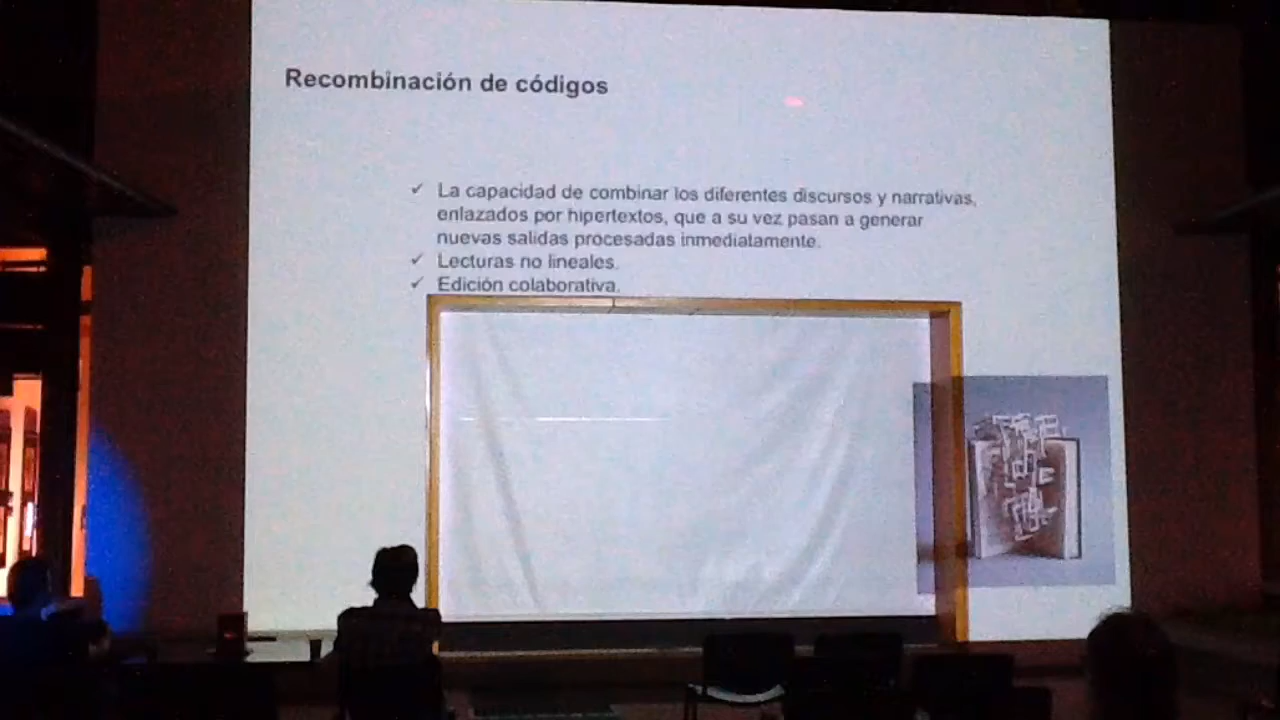 Recombinación de códigos
✓ La capacidad de combinar los diferentes discursos y narrativas,
enlazados por hipertextos, que a su vez pasan a generar
nuevas salidas procesadas inmediatamente.
✓ Lecturas no lineales.
✓ Edición colaborativa.